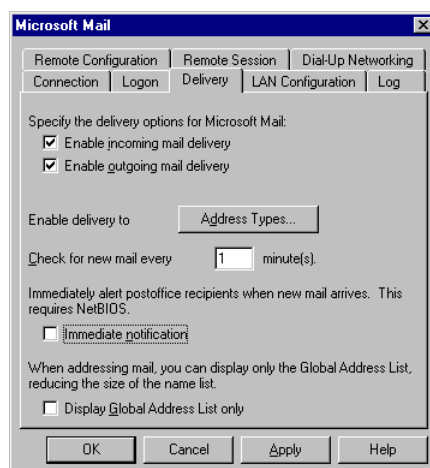 Microsoft Mail
Remote Configuration Remote Session Dial-Up Networking
Connection Logon Delivery LAN Configuration Log
Specify the delivery options for Microsoft Mail:
Enable incoming mail delivery
Enable outgoing mail delivery
Enable delivery to Address Types...
Check for new mail every 1 minute(s).
Immediately alert postoffice recipients when new mail arrives. This
requires NetBIOS.
Immediate notification
When addressing mail, you can display only the Global Address List,
reducing the size of the name list.
Display Global Address List only
OK Cancel Apply Help